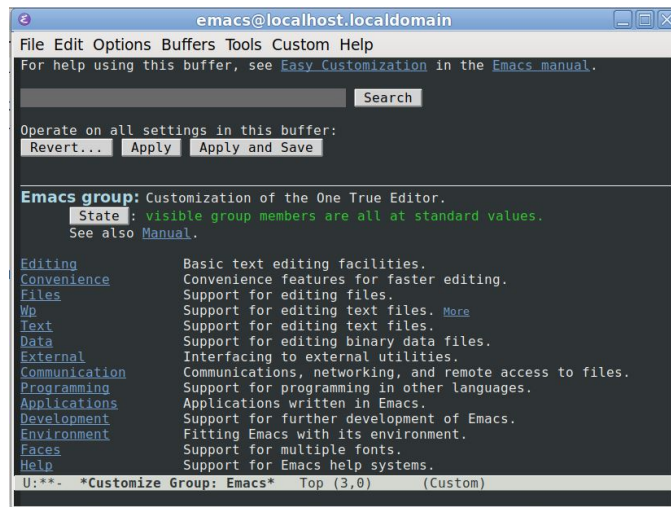 emacs@localhost.localdomain
File Edit Options Buffers Tools Custom Help
For help using this buffer, see Easy Customization in the Emacs manual.
Search
Operate on all settings in this buffer:
Revert... Apply Apply and Save
Emacs group: Customization of the One True Editor.
State : visible group members are all at standard values.
See also Manual.
Editing Basic text editing facilities.
Convenience Convenience features for faster editing.
Files Support for editing files.
Wp Support for editing text files. More
Text Support for editing text files.
Data Support for editing binary data files.
External Interfacing to external utilities.
Communication Communications, networking, and remote access to files.
Programming Support for programming in other languages.
Applications Applications written in Emacs.
Development Support for further development of Emacs.
Environment Fitting Emacs with its environment.
Faces Support for multiple fonts.
Help Support for Emacs help systems.
U:**- *Customize Group: Emacs* Top (3,0) (Custom)